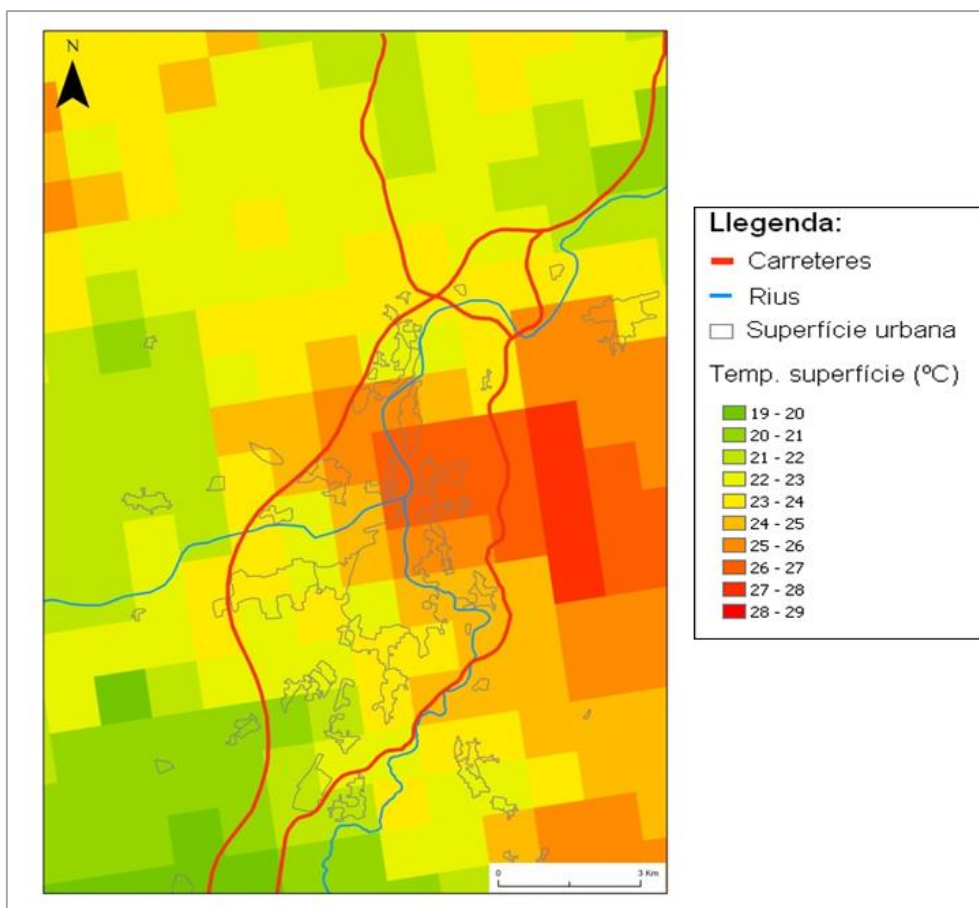 N
Llegenda:
Carreteres
Rius
Superfície urbana
Temp. superfície (ºC)
19 - 20
20 - 21
21 - 22
22 - 23
23 - 24
24 - 25
25 - 26
26 - 27
27 - 28
28 - 29
0 3 Km